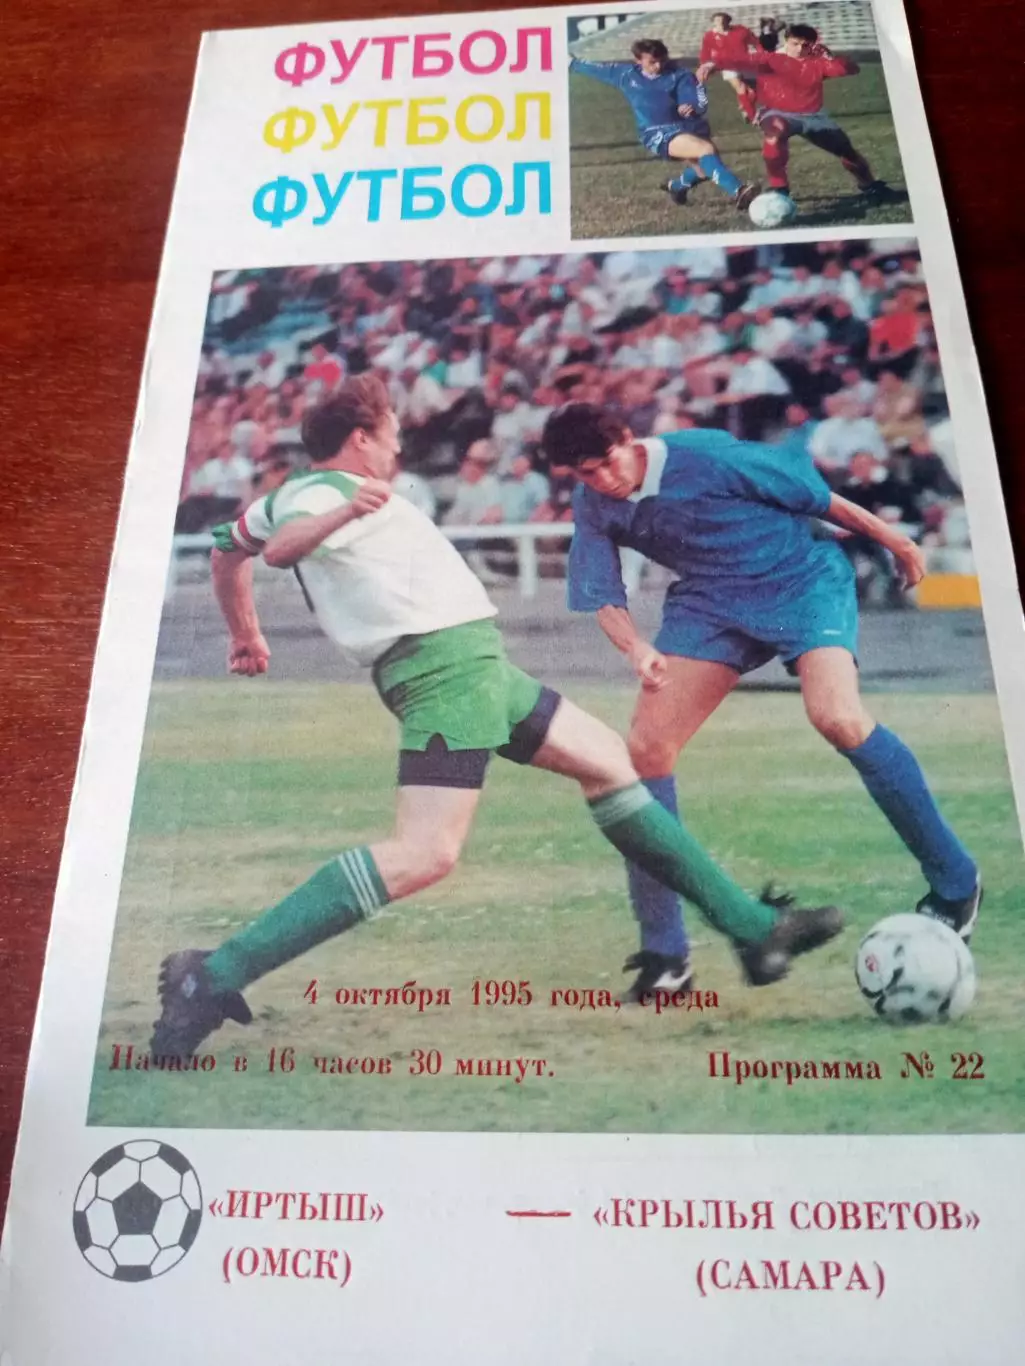 ФУТБОЛ
ФУТБОЛ
ФУТБОЛ
4 октября 1995 года, среда
Начало в 16 часов 30 минут. Программа № 22
«ИРТЫШ» — «КРЫЛЬЯ СОВЕТОВ»
(ОМСК) (САМАРА)